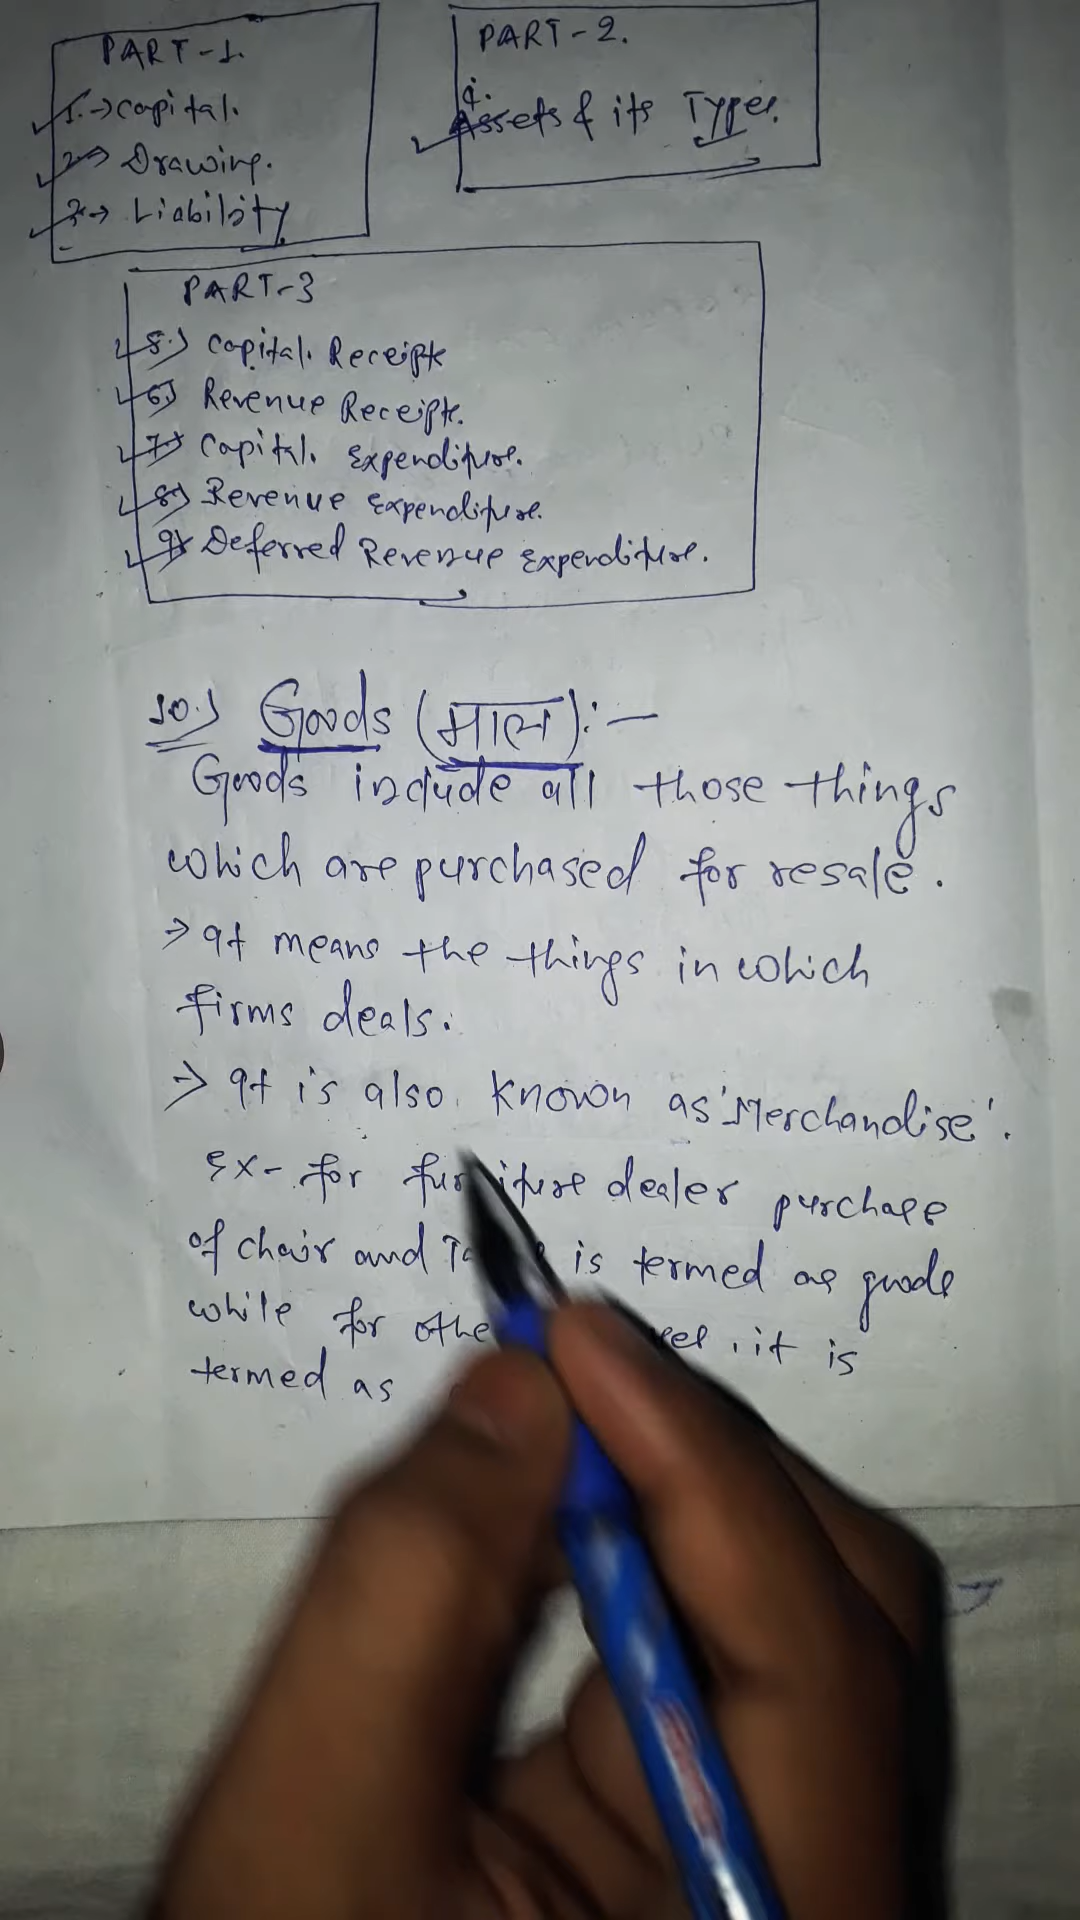 PART-1.
1.→ capital.
2→ Drawing.
3→ Liability
PART-2.
4.
Assets & its Types.
PART-3
5.) Capital. Receipt
6.) Revenue Receipt.
7.) Capital. Expenditure.
8.) Revenue Expenditure.
9.) Deferred Revenue Expenditure.
10.) Goods (माल):-
Goods include all those things
which are purchased for resale.
→ It means the things in which
firms deals.
→ It is also known as 'Merchandise'.
Ex- for furniture dealer purchase
of chair and is termed as goods
while for it is
termed as